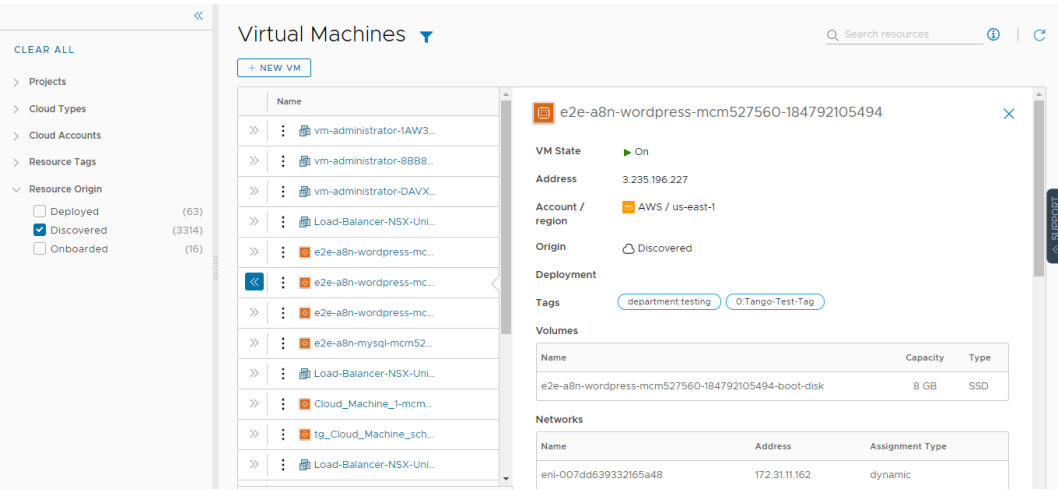 CLEAR ALL
Projects
Cloud Types
Cloud Accounts
Resource Tags
Resource Origin
Deployed (63)
Discovered (3314)
Onboarded (16)
Virtual Machines
Search resources
+ NEW VM
Name
vm-administrator-1AW3...
vm-administrator-8BB8...
vm-administrator-DAVX...
Load-Balancer-NSX-Uni...
e2e-a8n-wordpress-mc...
e2e-a8n-wordpress-mc...
e2e-a8n-wordpress-mc...
e2e-a8n-mysql-mcm52...
Load-Balancer-NSX-Uni...
Cloud_Machine_1-mcm...
tg_Cloud_Machine_sch...
Load-Balancer-NSX-Uni...
e2e-a8n-wordpress-mcm527560-184792105494
VM State On
Address 3.235.196.227
Account / region AWS / us-east-1
Origin Discovered
Deployment
Tags department:testing 0:Tango-Test-Tag
Volumes
Name Capacity Type
e2e-a8n-wordpress-mcm527560-184792105494-boot-disk 8 GB SSD
Networks
Name Address Assignment Type
eni-007dd639332165a48 172.31.11.162 dynamic
SUPPORT